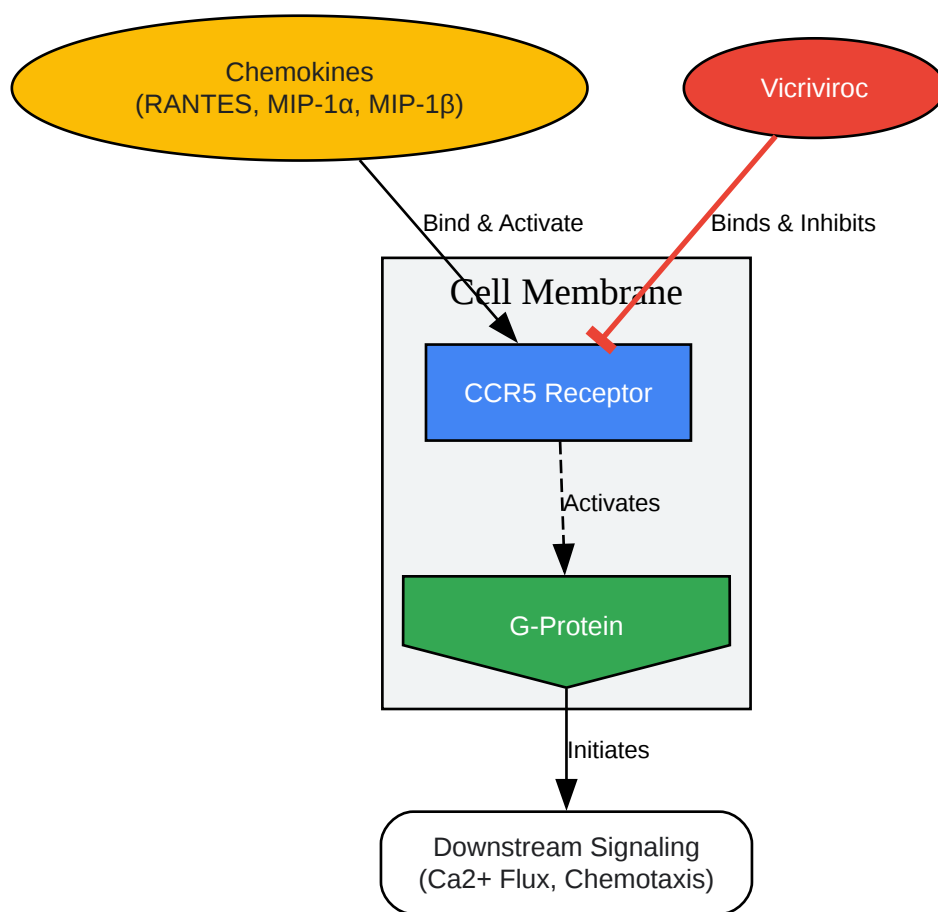 Chemokines
(RANTES, MIP-1α, MIP-1β)
Vicriviroc
Bind & Activate
Binds & Inhibits
Cell Membrane
CCR5 Receptor
Activates
G-Protein
Initiates
Downstream Signaling
(Ca2+ Flux, Chemotaxis)